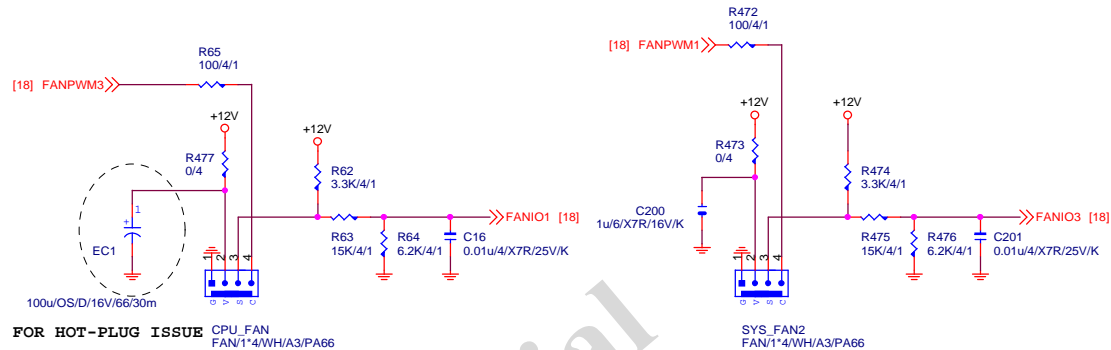 R472
100/4/1
[18] FANPWM1
R65
100/4/1
[18] FANPWM3
+12V
R477
0/4
+12V
R62
3.3K/4/1
1
+
EC1
100u/OS/D/16V/66/30m
FOR HOT-PLUG ISSUE
R63
15K/4/1
R64
6.2K/4/1
C16
0.01u/4/X7R/25V/K
FANIO1 [18]
1
2
3
4
G
V
S
C
CPU_FAN
FAN/1*4/WH/A3/PA66
+12V
R473
0/4
+12V
R474
3.3K/4/1
C200
1u/6/X7R/16V/K
R475
15K/4/1
R476
6.2K/4/1
C201
0.01u/4/X7R/25V/K
FANIO3 [18]
1
2
3
4
G
V
S
C
SYS_FAN2
FAN/1*4/WH/A3/PA66
ial